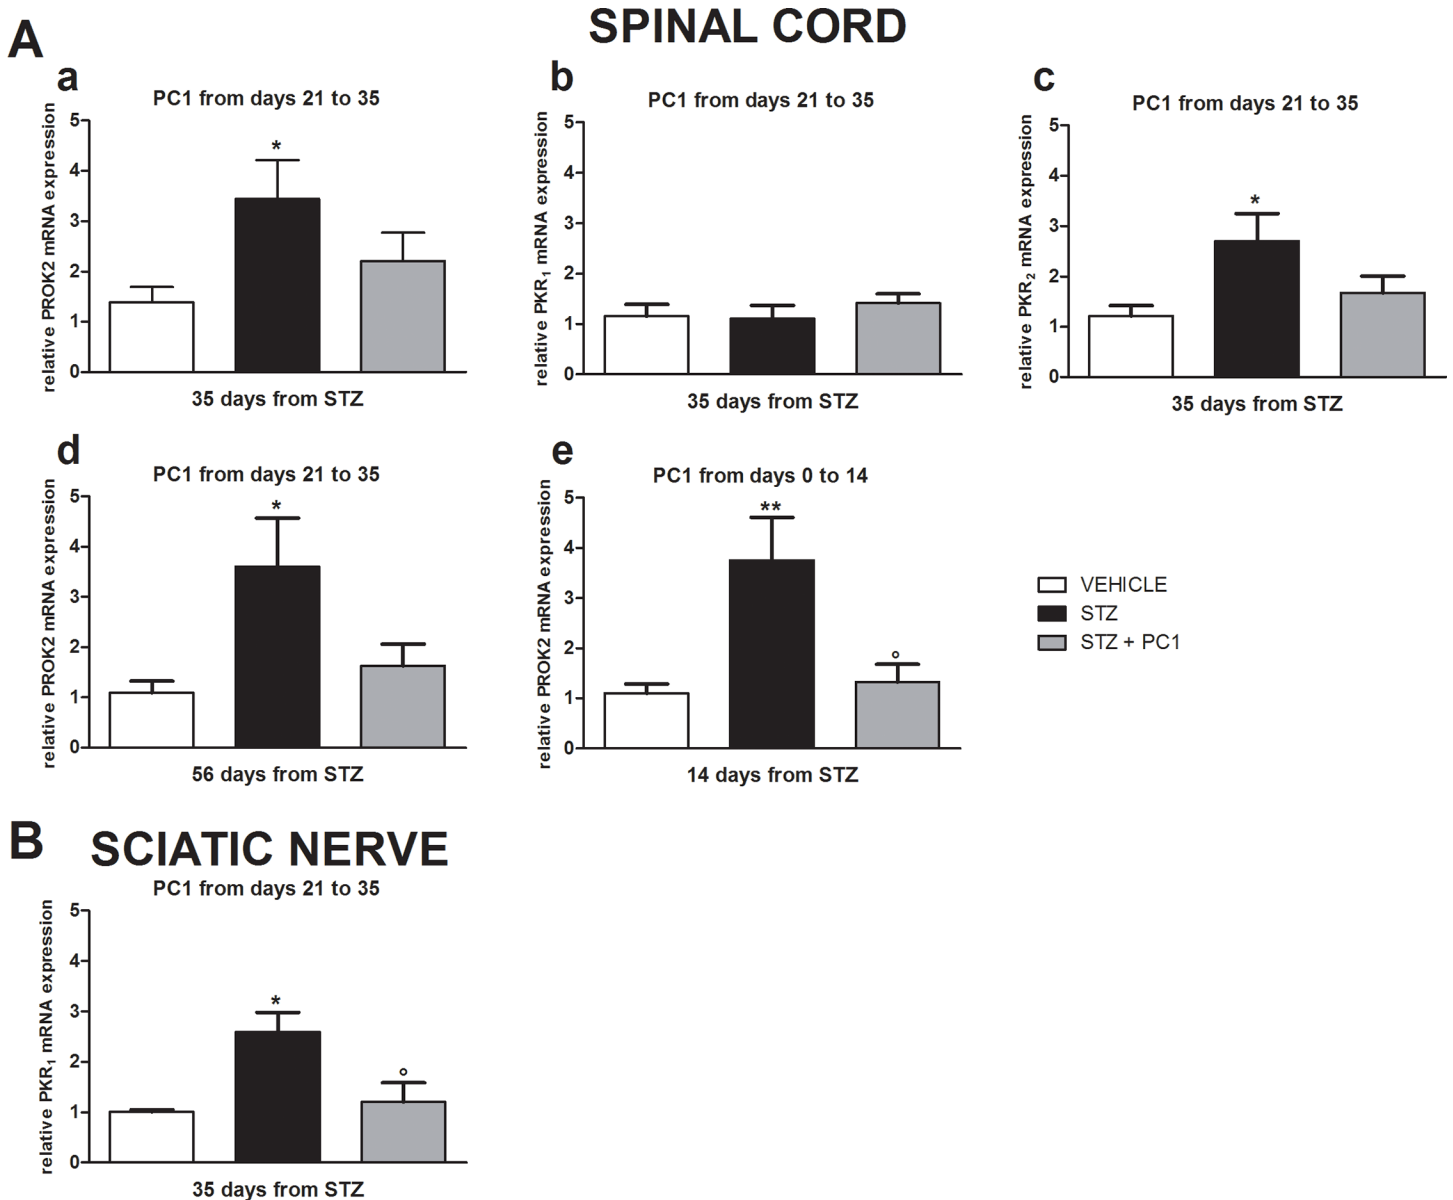 A
SPINAL CORD
a
PC1 from days 21 to 35
relative PROK2 mRNA expression
5
4
3
2
1
0
*
35 days from STZ
b
PC1 from days 21 to 35
relative PKR1 mRNA expression
5
4
3
2
1
0
35 days from STZ
c
PC1 from days 21 to 35
relative PKR2 mRNA expression
5
4
3
2
1
0
*
35 days from STZ
d
PC1 from days 21 to 35
relative PROK2 mRNA expression
5
4
3
2
1
0
*
56 days from STZ
e
PC1 from days 0 to 14
relative PROK2 mRNA expression
5
4
3
2
1
0
**
°
14 days from STZ
VEHICLE
STZ
STZ + PC1
B
SCIATIC NERVE
PC1 from days 21 to 35
relative PKR1 mRNA expression
5
4
3
2
1
0
*
°
35 days from STZ